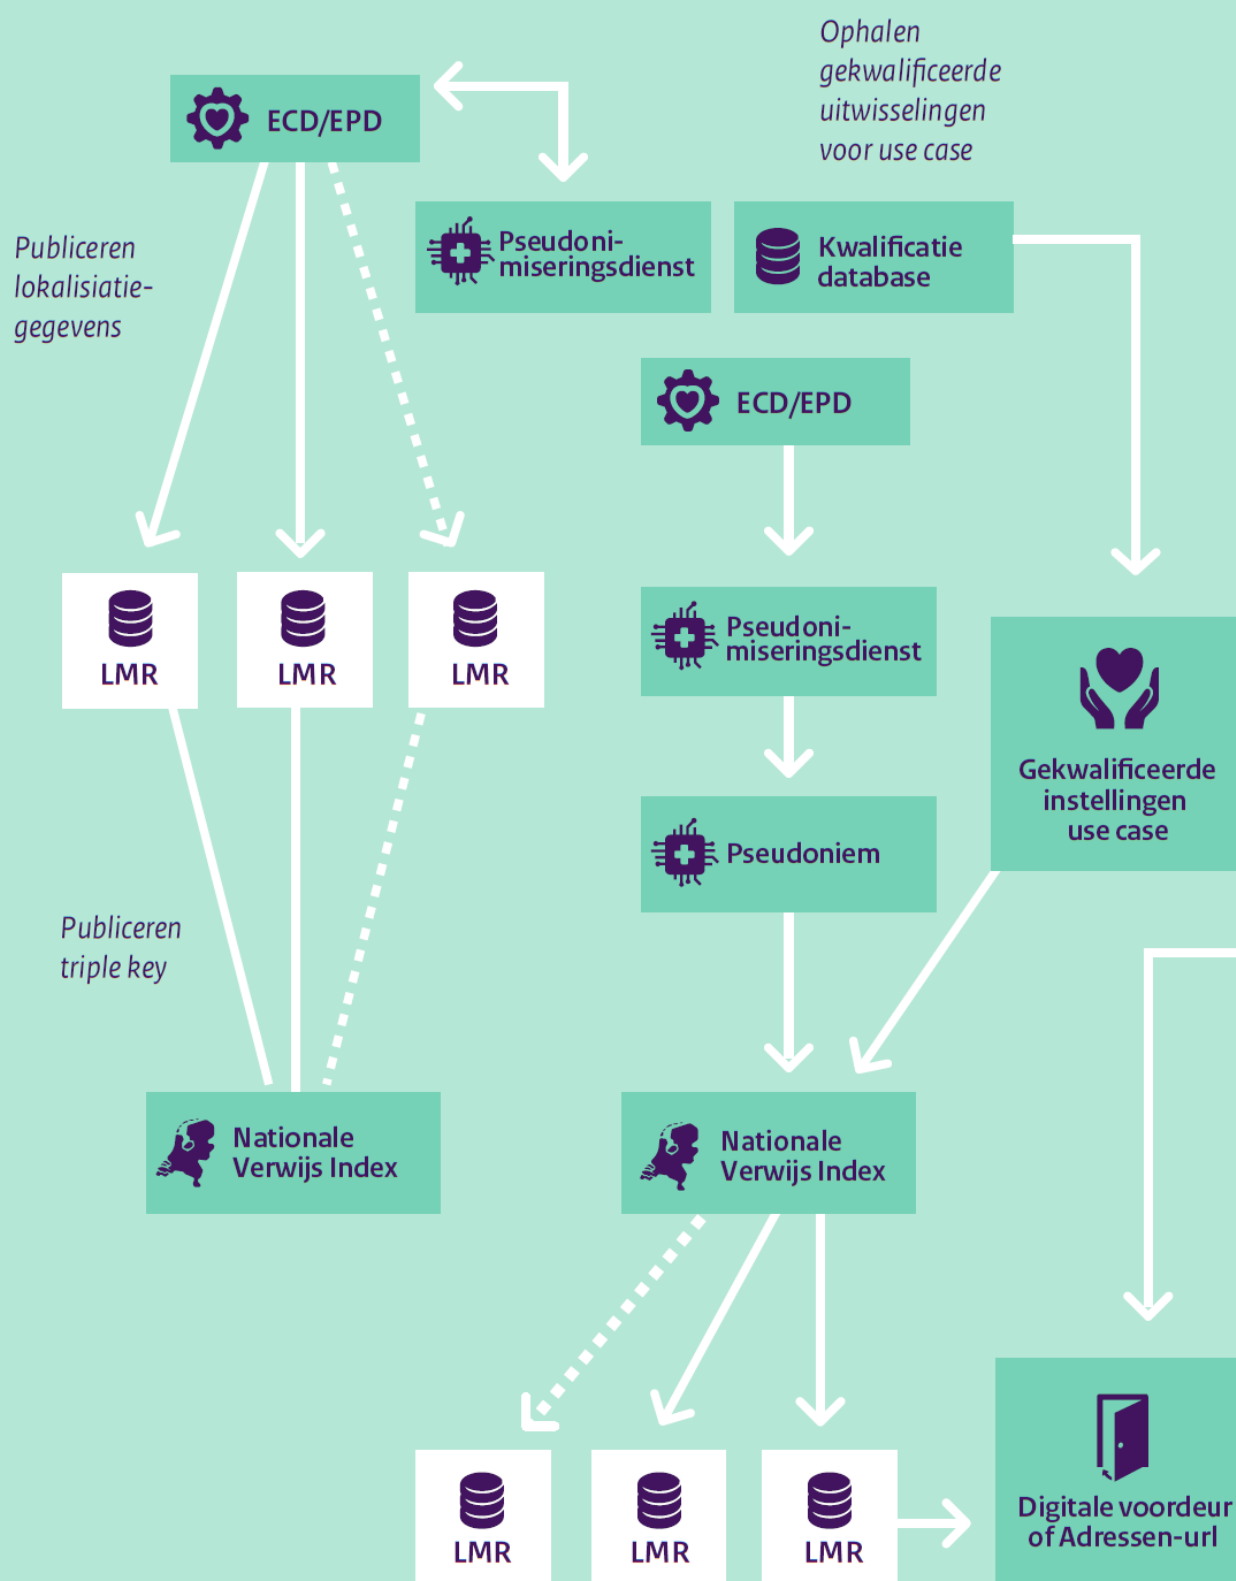 Ophalen
gekwalificeerde
uitwisselingen
voor use case
ECD/EPD
Publiceren
lokalisiatie-
gegevens
Pseudoni-
miseringsdienst
Kwalificatie
database
ECD/EPD
LMR
LMR
LMR
Pseudoni-
miseringsdienst
Gekwalificeerde
instellingen
use case
Pseudoniem
Publiceren
triple key
Nationale
Verwijs Index
Nationale
Verwijs Index
LMR
LMR
LMR
Digitale voordeur
of Adressen-url